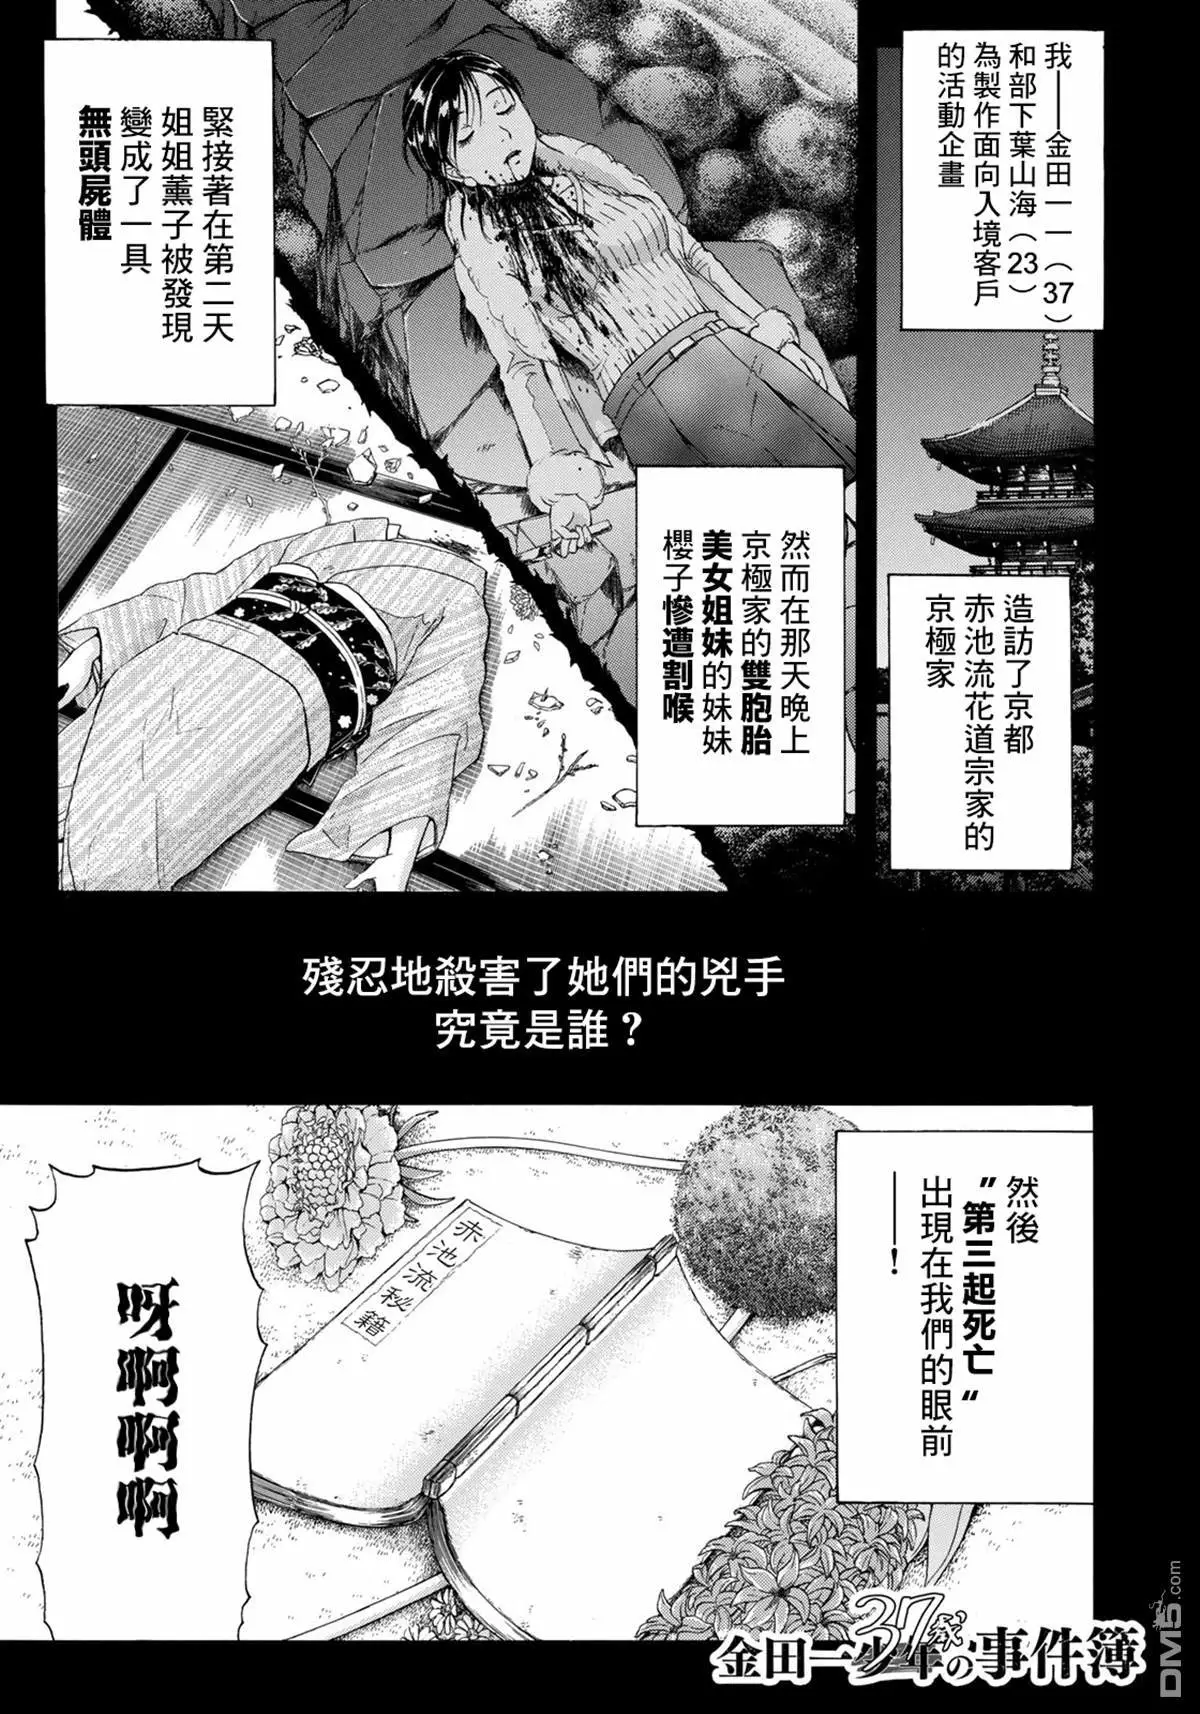 我——金田一一（37）
和部下葉山海（23）
為製作面向入境客戶
的活動企畫
造訪了京都
赤池流花道宗家的
京極家
然而在那天晚上
京極家的雙胞胎
美女姐妹的妹妹
櫻子慘遭割喉
緊接著在第二天
姐姐薰子被發現
變成了一具
無頭屍體
殘忍地殺害了她們的兇手
究竟是誰？
然後
〞第三起死亡〝
出現在我們的眼前
——！
赤池流秘籍
呀啊啊啊
金田一37歲の事件簿
DM5.com